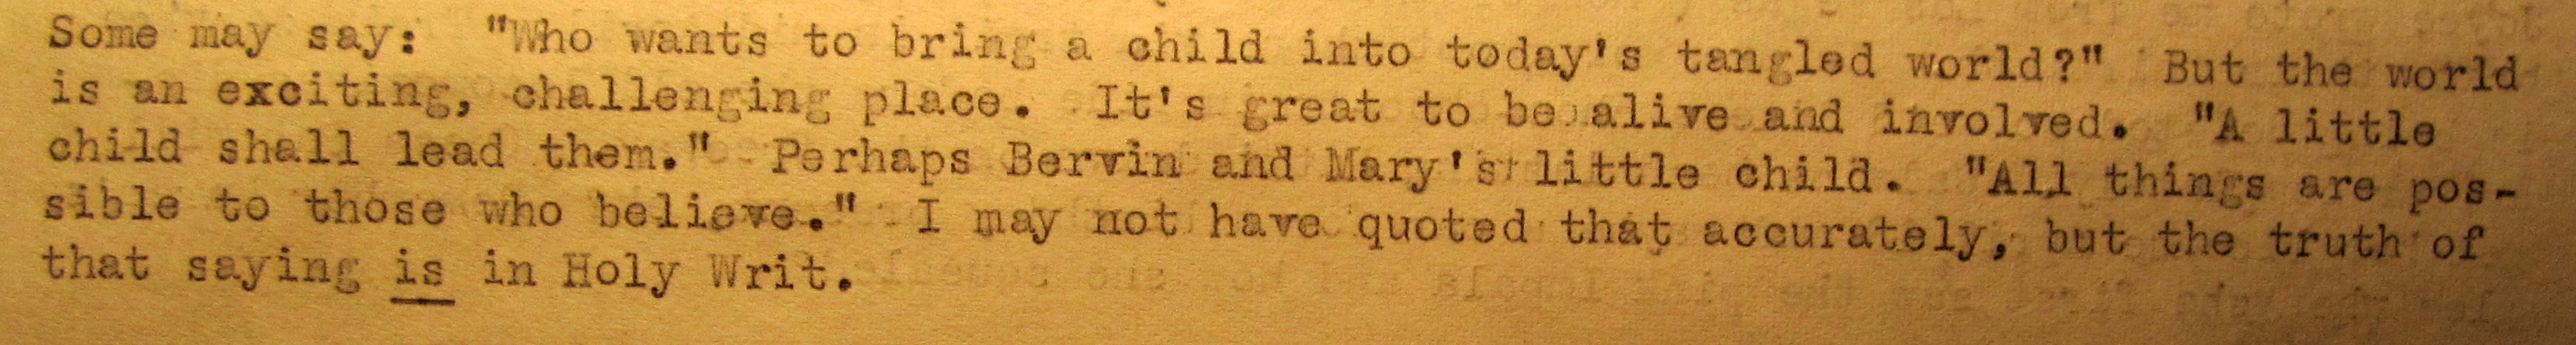 Some may say:  "Who wants to bring a child into today's tangled world?"  But the world
is an exciting, challenging place.  It's great to be alive and involved.  "A little
child shall lead them."  Perhaps Bervin and Mary's little child.  "All things are pos-
sible to those who believe."  I may not have quoted that accurately, but the truth of
that saying is in Holy Writ.